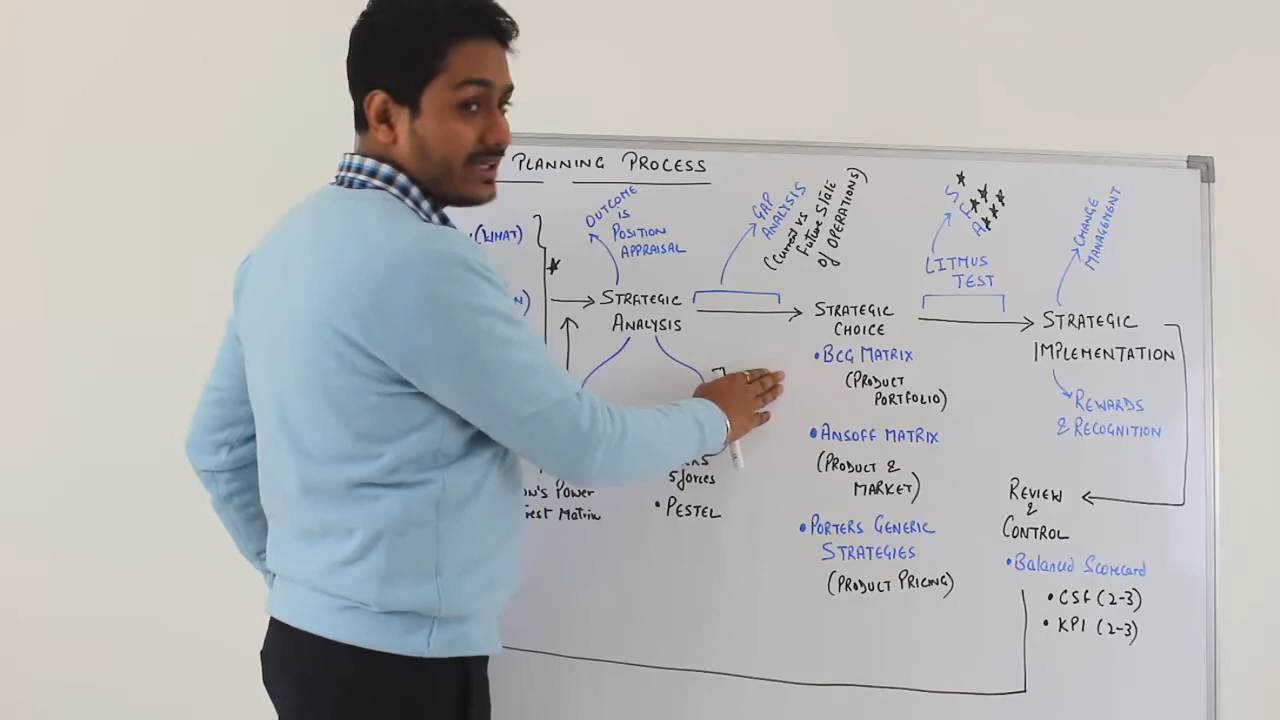 PLANNING PROCESS
(WHAT)
OUTCOME
is
POSITION
APPRAISAL
GAP
ANALYSIS
(Current vs
Future State
of OPERATIONS)
S*
F**
A***
LITMUS
TEST
CHANGE
MANAGEMENT
STRATEGIC
ANALYSIS
STRATEGIC
CHOICE
• BCG MATRIX
(PRODUCT
PORTFOLIO)
• ANSOFF MATRIX
(PRODUCT &
MARKET)
• PORTERS GENERIC
STRATEGIES
(PRODUCT PRICING)
5 forces
• PESTEL
Power
Matrix
STRATEGIC
IMPLEMENTATION
REWARDS
& RECOGNITION
REVIEW
&
CONTROL
• Balanced Scorecard
• CSF (2-3)
• KPI (2-3)